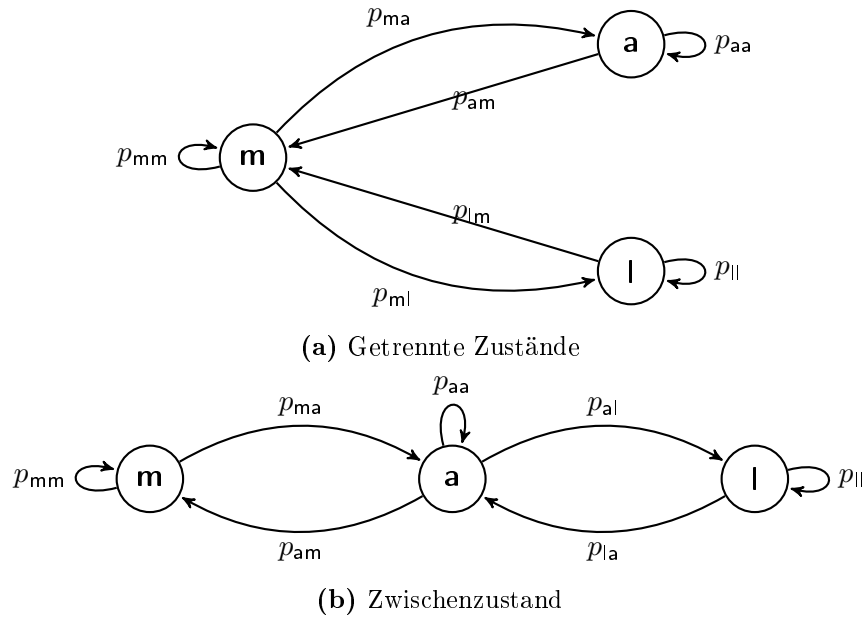 p_ma
a
p_aa
p_am
p_mm
m
p_lm
l
p_ll
p_ml
(a) Getrennte Zustände
p_aa
p_ma
p_al
p_mm
m
a
l
p_ll
p_am
p_la
(b) Zwischenzustand